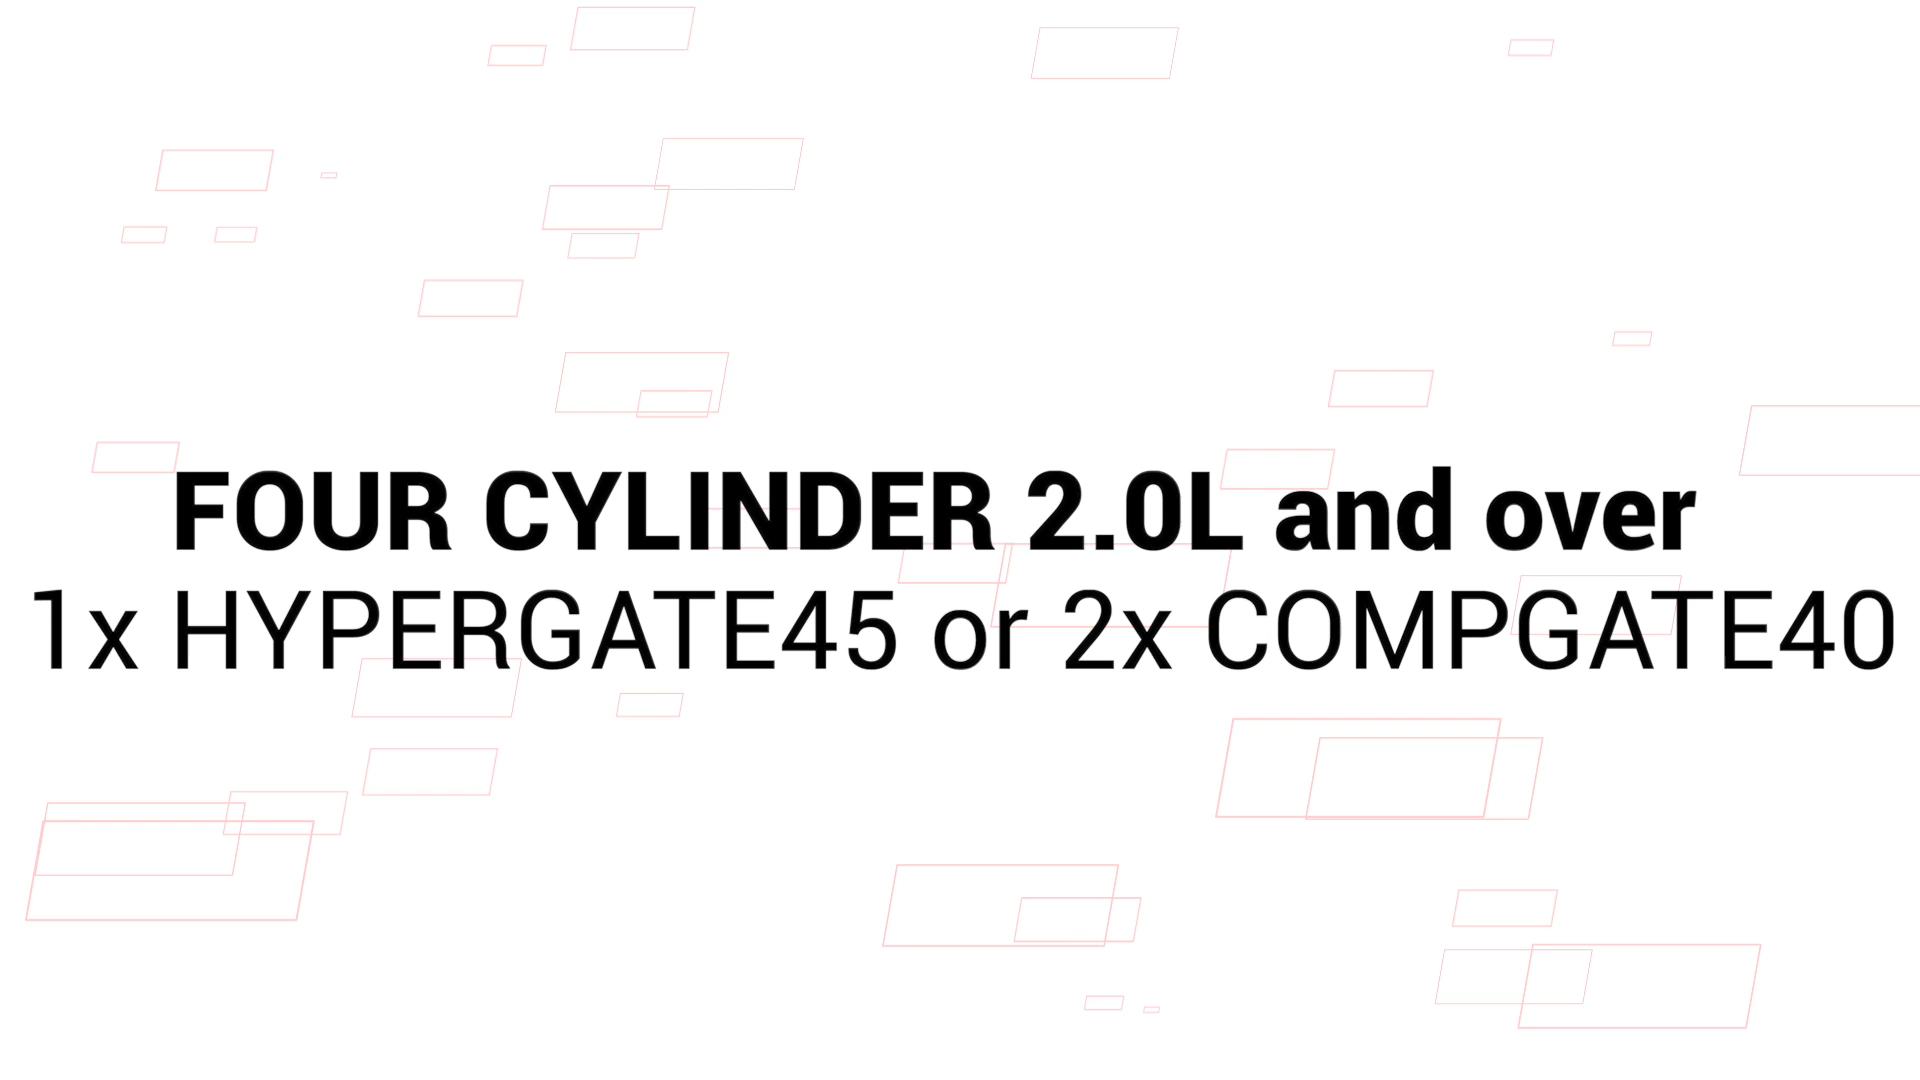 FOUR CYLINDER 2.0L and over
1x HYPERGATE45 or 2x COMPGATE40